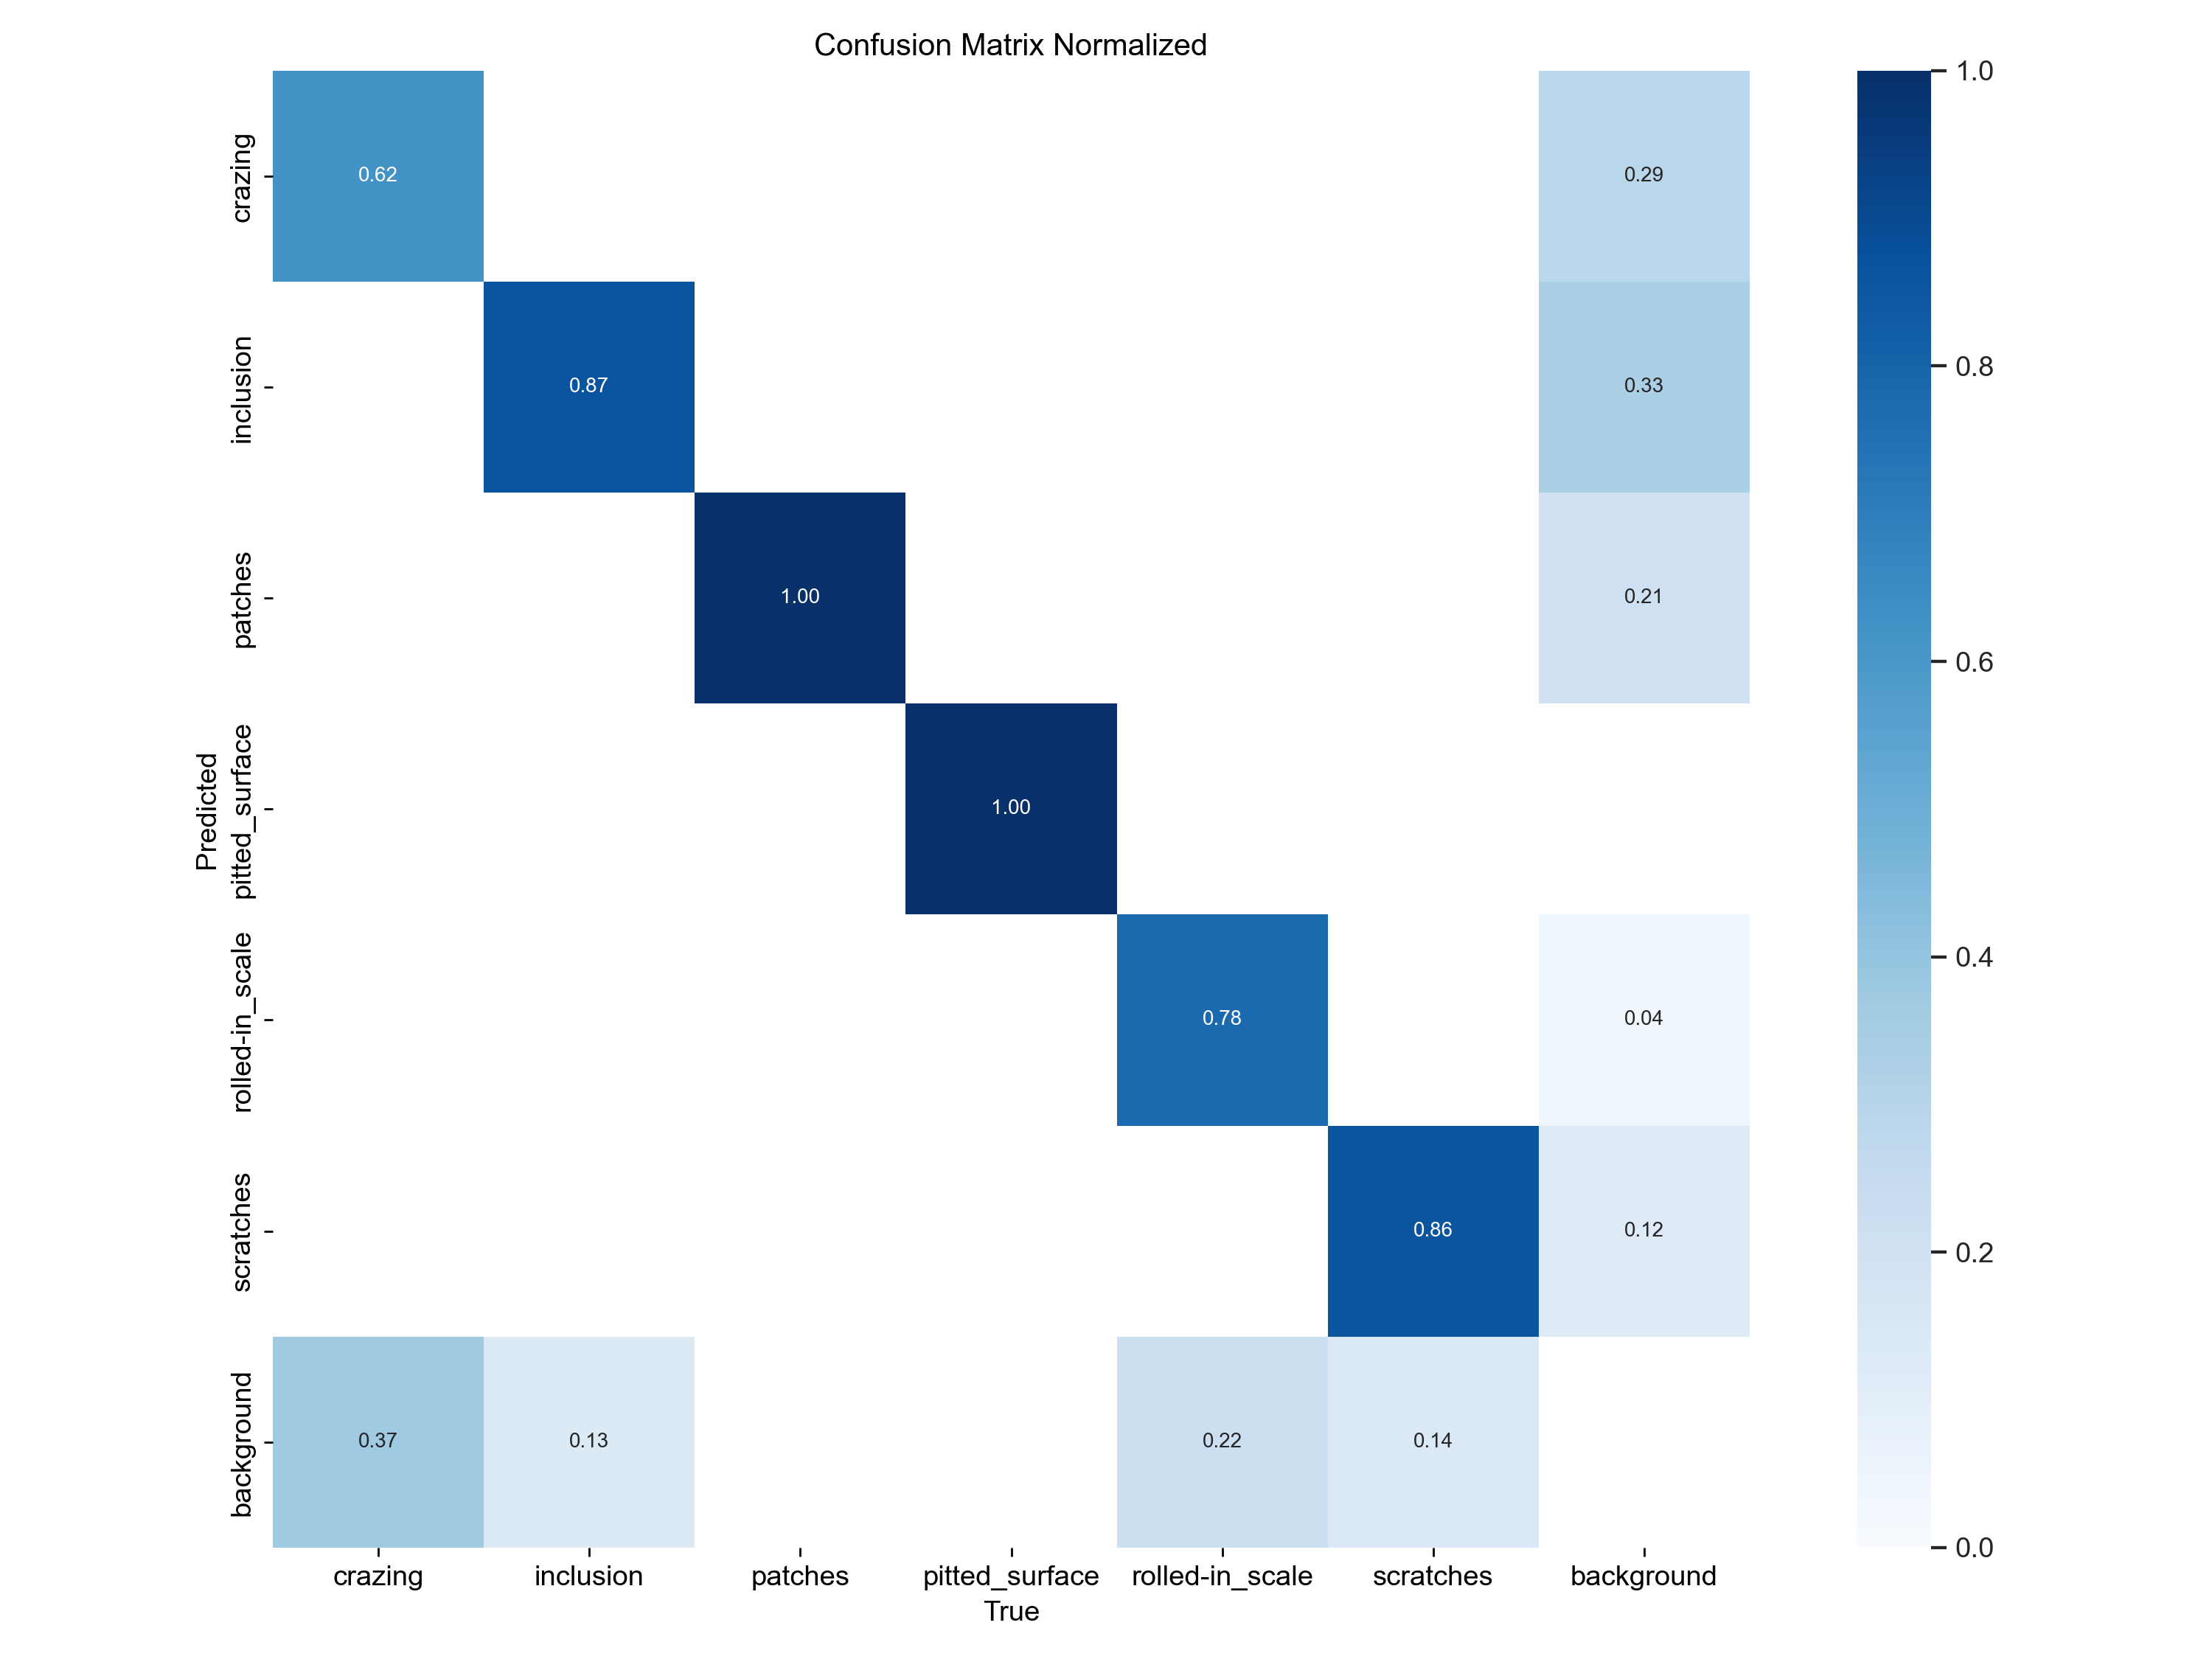 Confusion Matrix Normalized
1.0
crazing
0.62
0.29
inclusion
0.87
0.33
0.8
patches
1.00
0.21
0.6
Predicted
pitted_surface
1.00
0.4
rolled-in_scale
0.78
0.04
scratches
0.86
0.12
0.2
background
0.37
0.13
0.22
0.14
0.0
crazing inclusion patches pitted_surface rolled-in_scale scratches background
True